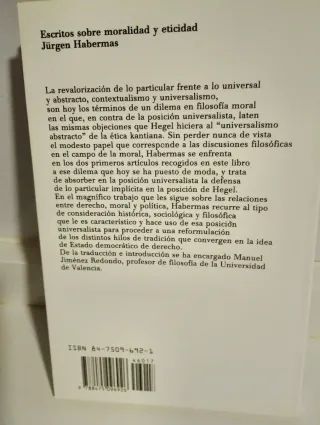 Escritos sobre moralidad y eticidad
Jürgen Habermas
La revalorización de lo particular frente a lo universal
y abstracto, contextualismo y universalismo,
son hoy los términos de un dilema en filosofía moral
en el que, en contra de la posición universalista, laten
las mismas objeciones que Hegel hiciera al "universalismo
abstracto" de la ética kantiana. Sin perder nunca de vista
el modesto papel que corresponde a las discusiones filosóficas
en el campo de la moral, Habermas se enfrenta
en los dos primeros artículos recogidos en este libro
a ese dilema que hoy se ha puesto de moda, y trata
de absorber en la posición universalista la defensa
de lo particular implícita en la posición de Hegel.
En el magnífico trabajo que les sigue sobre las relaciones
entre derecho, moral y política, Habermas recurre al tipo
de consideración histórica, sociológica y filosófica
que le es característico y hace uso de esa posición
universalista para proceder a una reformulación
de los distintos hilos de tradición que convergen en la idea
de Estado democrático de derecho.
De la traducción e introducción se ha encargado Manuel
Jiménez Redondo, profesor de filosofía de la Universidad
de Valencia.
ISBN 84-7509-692-1
44017
9 788475 096926